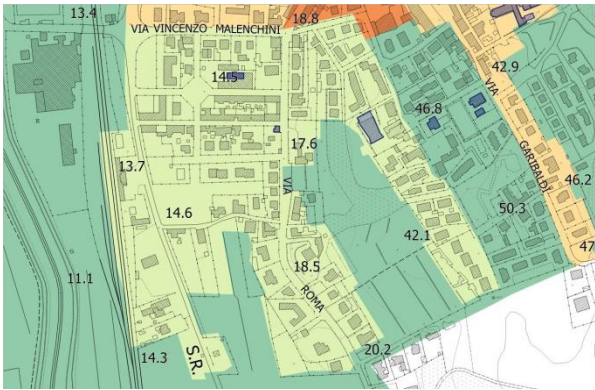 13.4
VIA VINCENZO MALENCHINI
18.8
14.5
42.9
VIA
46.8
17.6
GARIBALDI
13.7
VIA
46.2
14.6
50.3
42.1
47
11.1
18.5
ROMA
14.3
S.R.
20.2